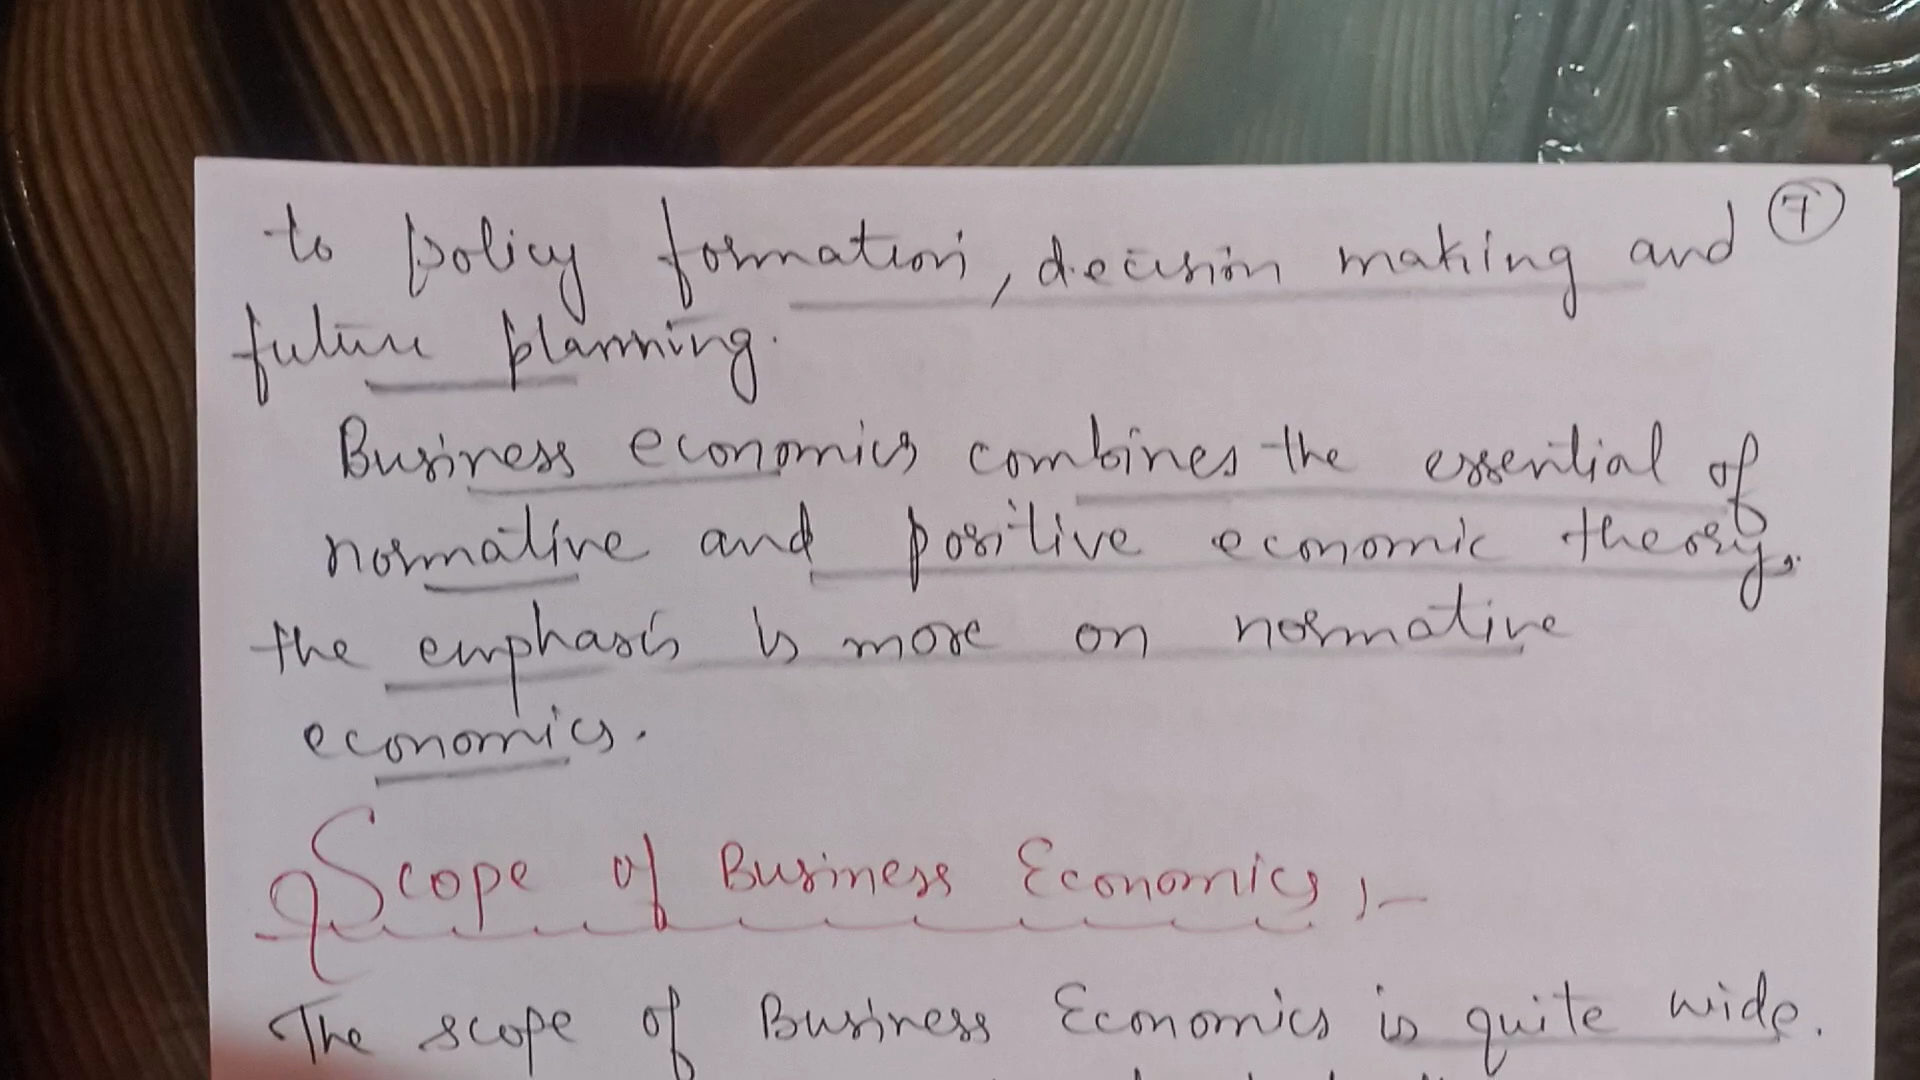 to policy formation, decision making and 7
future planning.
Business economics combines the essential of
normative and positive economic theory.
the emphasis is more on normative
economics.
Scope of Business Economics :-
The scope of Business Economics is quite wide.